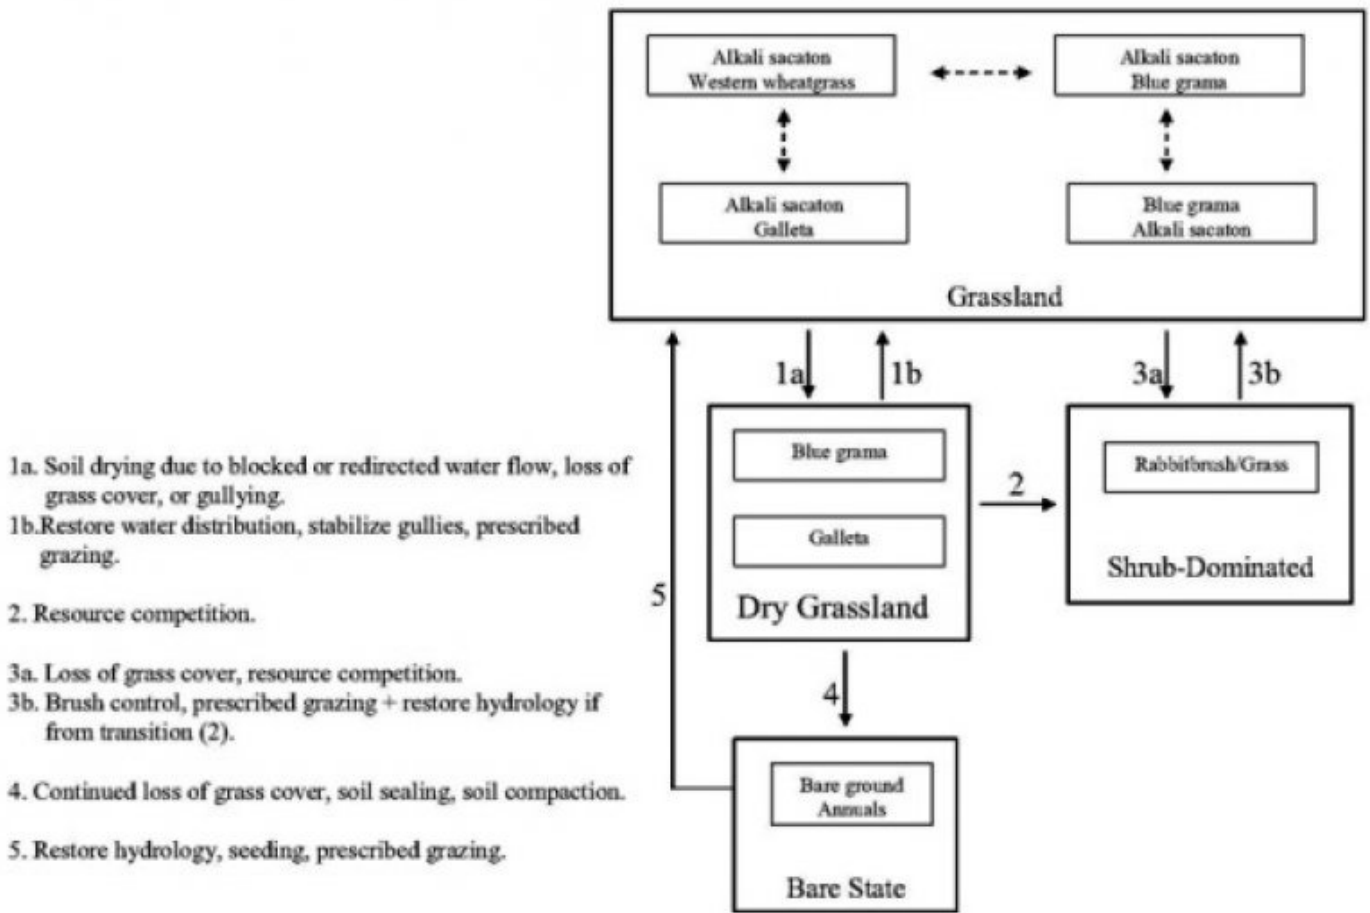 Alkali sacaton
Western wheatgrass
Alkali sacaton
Blue grama
Alkali sacaton
Galleta
Blue grama
Alkali sacaton
Grassland
1a
1b
3a
3b
Blue grama
Galleta
Dry Grassland
2
Rabbitbrush/Grass
Shrub-Dominated
5
4
Bare ground
Annuals
Bare State
1a. Soil drying due to blocked or redirected water flow, loss of
grass cover, or gullying.
1b.Restore water distribution, stabilize gullies, prescribed
grazing.
2. Resource competition.
3a. Loss of grass cover, resource competition.
3b. Brush control, prescribed grazing + restore hydrology if
from transition (2).
4. Continued loss of grass cover, soil sealing, soil compaction.
5. Restore hydrology, seeding, prescribed grazing.